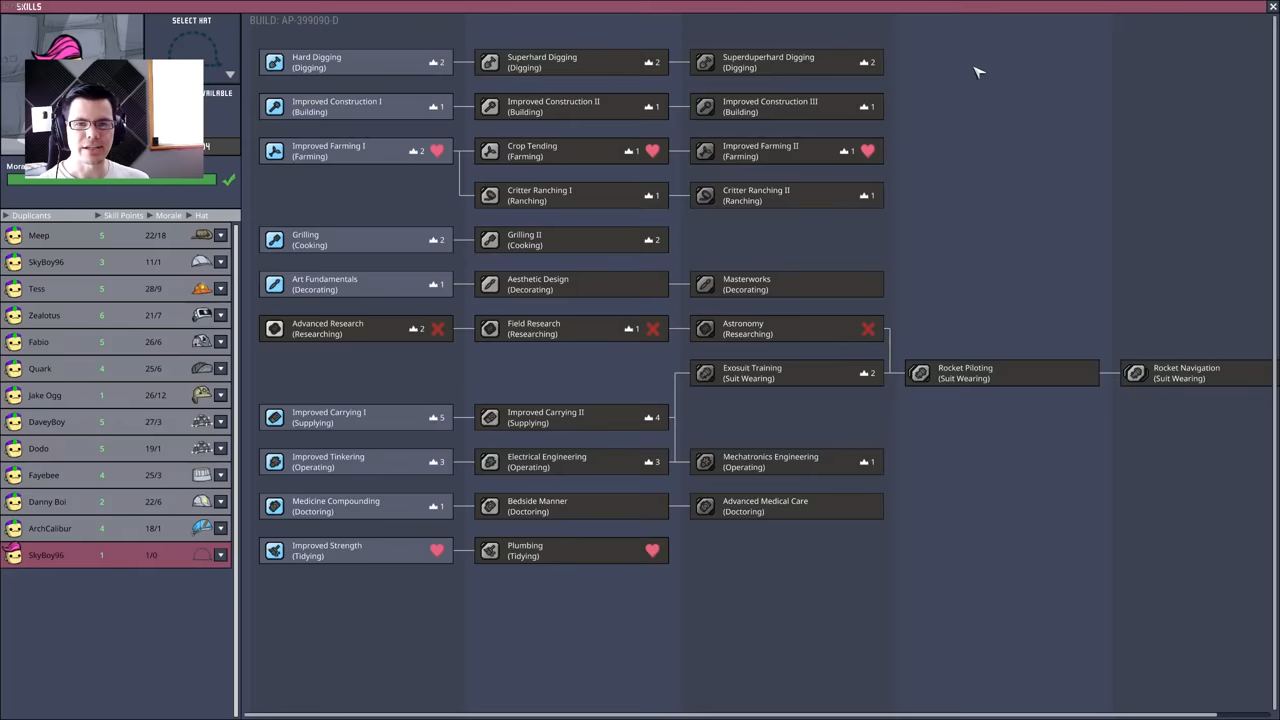 SKILLS
SELECT HAT
BUILD: AP-399090-D
AVAILABLE
Duplicants Skill Points Morale Hat
Meep 5 22/18
SkyBoy96 3 11/1
Tess 5 28/9
Zealotus 6 21/7
Fabio 5 26/6
Quark 4 25/6
Jake Ogg 1 26/12
DaveyBoy 5 27/3
Dodo 5 19/1
Fayebee 4 25/3
Danny Boi 2 22/6
ArchCalibur 4 18/1
SkyBoy96 1 1/0
Hard Digging
(Digging)
2
Superhard Digging
(Digging)
2
Superduperhard Digging
(Digging)
2
Improved Construction I
(Building)
1
Improved Construction II
(Building)
1
Improved Construction III
(Building)
1
Improved Farming I
(Farming)
2
Crop Tending
(Farming)
1
Improved Farming II
(Farming)
1
Critter Ranching I
(Ranching)
1
Critter Ranching II
(Ranching)
1
Grilling
(Cooking)
2
Grilling II
(Cooking)
2
Art Fundamentals
(Decorating)
1
Aesthetic Design
(Decorating)
Masterworks
(Decorating)
Advanced Research
(Researching)
2
Field Research
(Researching)
1
Astronomy
(Researching)
Exosuit Training
(Suit Wearing)
2
Rocket Piloting
(Suit Wearing)
Rocket Navigation
(Suit Wearing)
Improved Carrying I
(Supplying)
5
Improved Carrying II
(Supplying)
4
Improved Tinkering
(Operating)
3
Electrical Engineering
(Operating)
3
Mechatronics Engineering
(Operating)
1
Medicine Compounding
(Doctoring)
1
Bedside Manner
(Doctoring)
Advanced Medical Care
(Doctoring)
Improved Strength
(Tidying)
Plumbing
(Tidying)